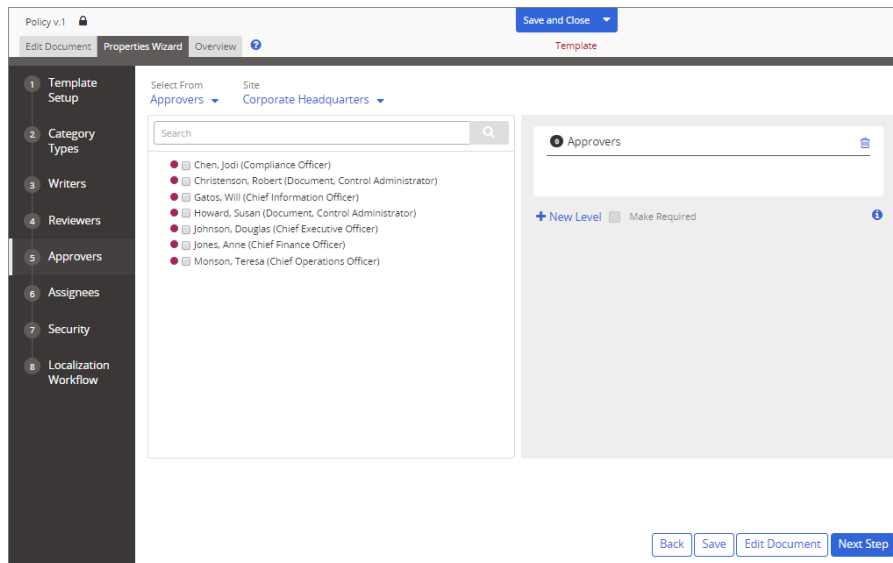 Policy v.1
Save and Close
Edit Document Properties Wizard Overview ?
Template
1 Template Setup
2 Category Types
3 Writers
4 Reviewers
5 Approvers
6 Assignees
7 Security
8 Localization Workflow
Select From Site
Approvers Corporate Headquarters
Search
Chen, Jodi (Compliance Officer)
Christenson, Robert (Document, Control Administrator)
Gatos, Will (Chief Information Officer)
Howard, Susan (Document, Control Administrator)
Johnson, Douglas (Chief Executive Officer)
Jones, Anne (Chief Finance Officer)
Monson, Teresa (Chief Operations Officer)
0 Approvers
+ New Level Make Required
Back Save Edit Document Next Step